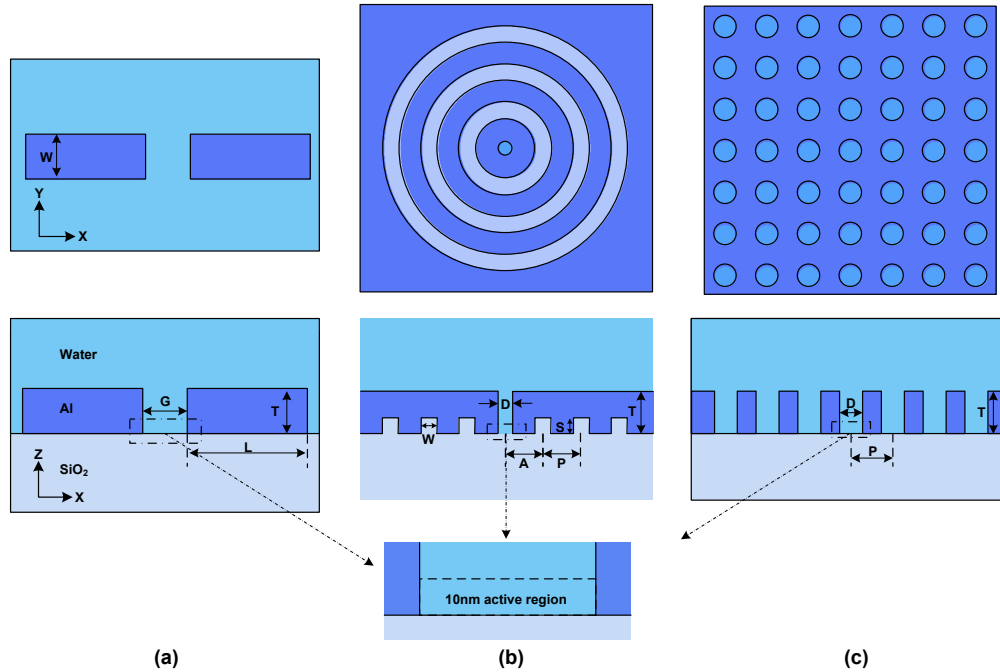 W
Y
X
Water
Al
G
T
L
SiO₂
Z
X
D
T
S
W
A
P
D
T
P
10nm active region
(a)
(b)
(c)